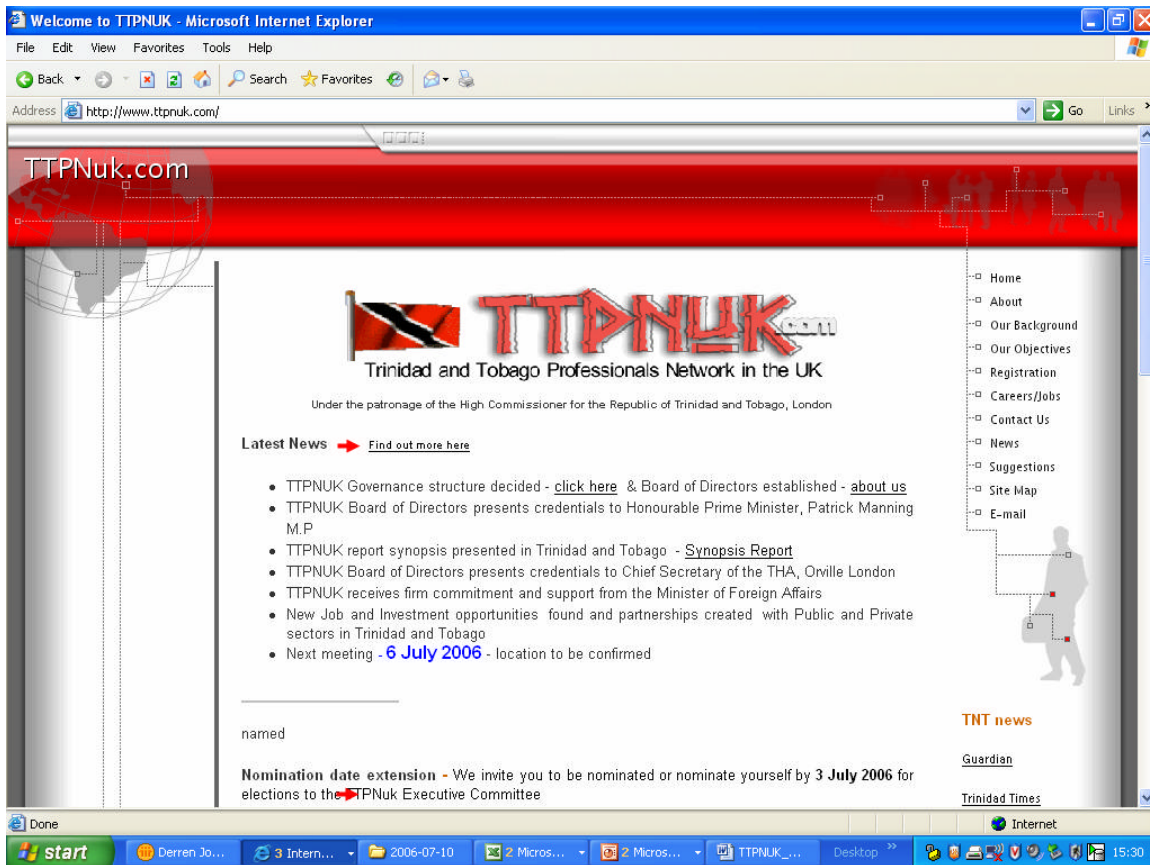 Welcome to TTPNUK - Microsoft Internet Explorer
File Edit View Favorites Tools Help
Back Search Favorites
Address http://www.ttpnuk.com/ Go Links »
TTPNuk.com
TTPNUK.com
Trinidad and Tobago Professionals Network in the UK
Under the patronage of the High Commissioner for the Republic of Trinidad and Tobago, London
Latest News Find out more here
• TTPNUK Governance structure decided - click here & Board of Directors established - about us
• TTPNUK Board of Directors presents credentials to Honourable Prime Minister, Patrick Manning
M.P
• TTPNUK report synopsis presented in Trinidad and Tobago - Synopsis Report
• TTPNUK Board of Directors presents credentials to Chief Secretary of the THA, Orville London
• TTPNUK receives firm commitment and support from the Minister of Foreign Affairs
• New Job and Investment opportunities found and partnerships created with Public and Private
sectors in Trinidad and Tobago
• Next meeting - 6 July 2006 - location to be confirmed
named
Nomination date extension - We invite you to be nominated or nominate yourself by 3 July 2006 for
elections to the TTPNuk Executive Committee
Home
About
Our Background
Our Objectives
Registration
Careers/Jobs
Contact Us
News
Suggestions
Site Map
E-mail
TNT news
Guardian
Trinidad Times
Done Internet
start Derren Jo... 3 Intern... 2006-07-10 2 Micros... 2 Micros... TTPNUK_... Desktop » 15:30